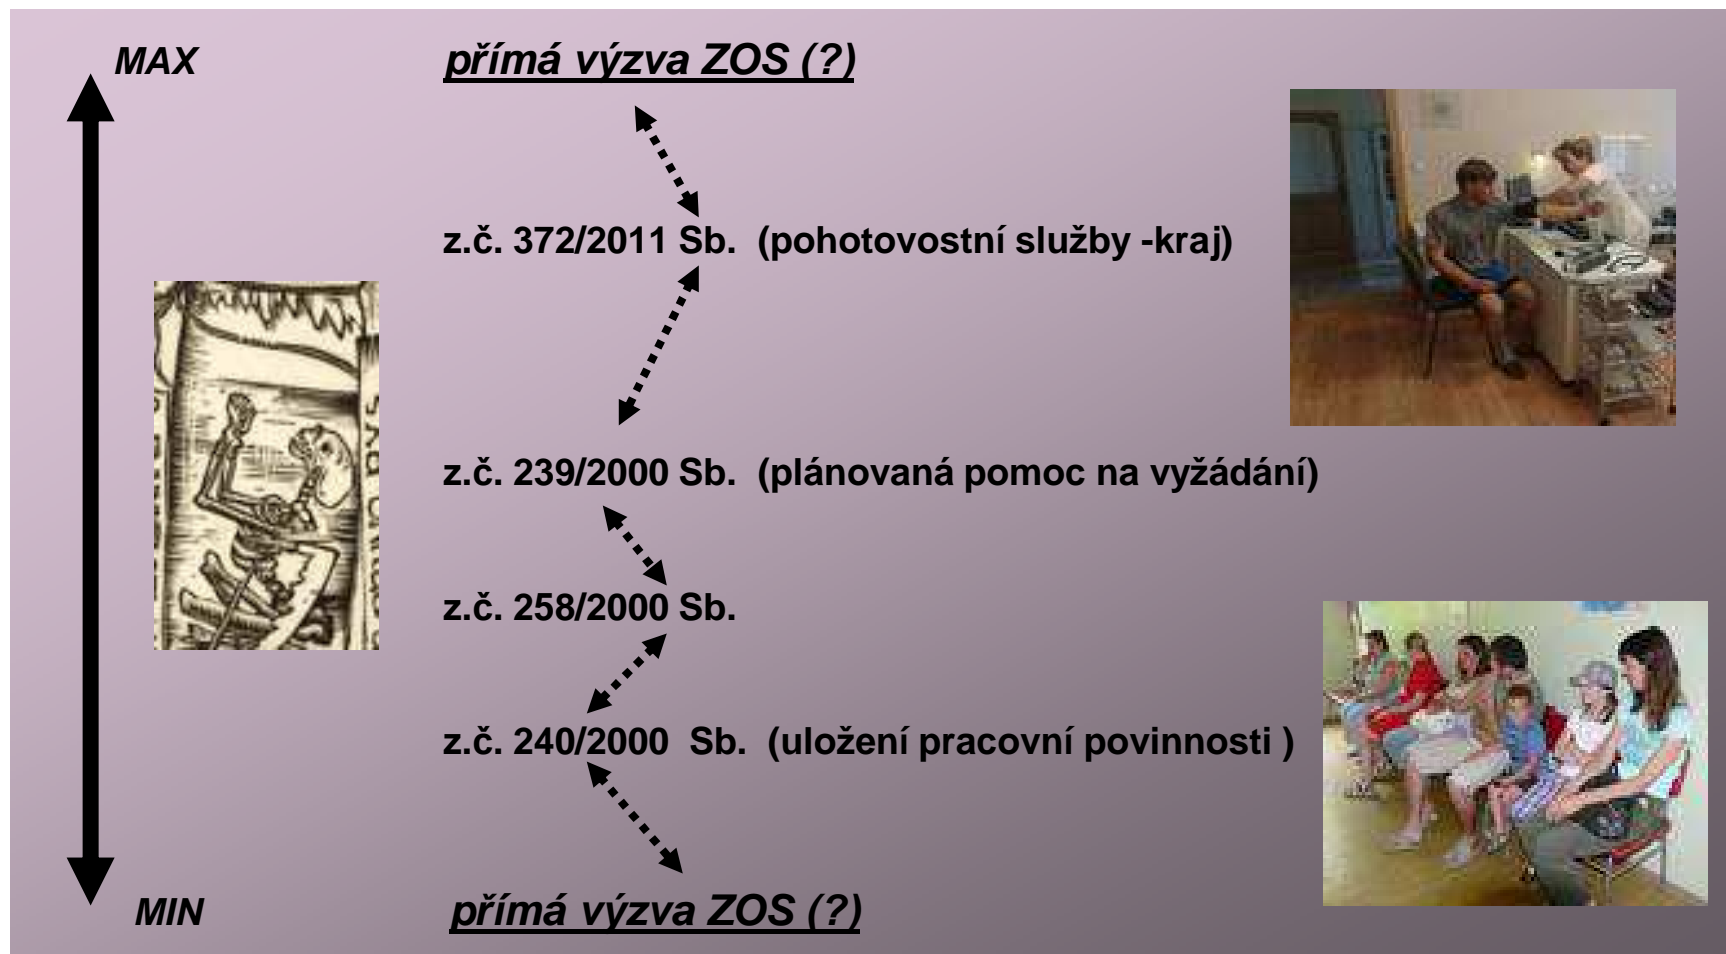 MAX
přímá výzva ZOS (?)
z.č. 372/2011 Sb. (pohotovostní služby -kraj)
z.č. 239/2000 Sb. (plánovaná pomoc na vyžádání)
z.č. 258/2000 Sb.
z.č. 240/2000 Sb. (uložení pracovní povinnosti )
MIN
přímá výzva ZOS (?)